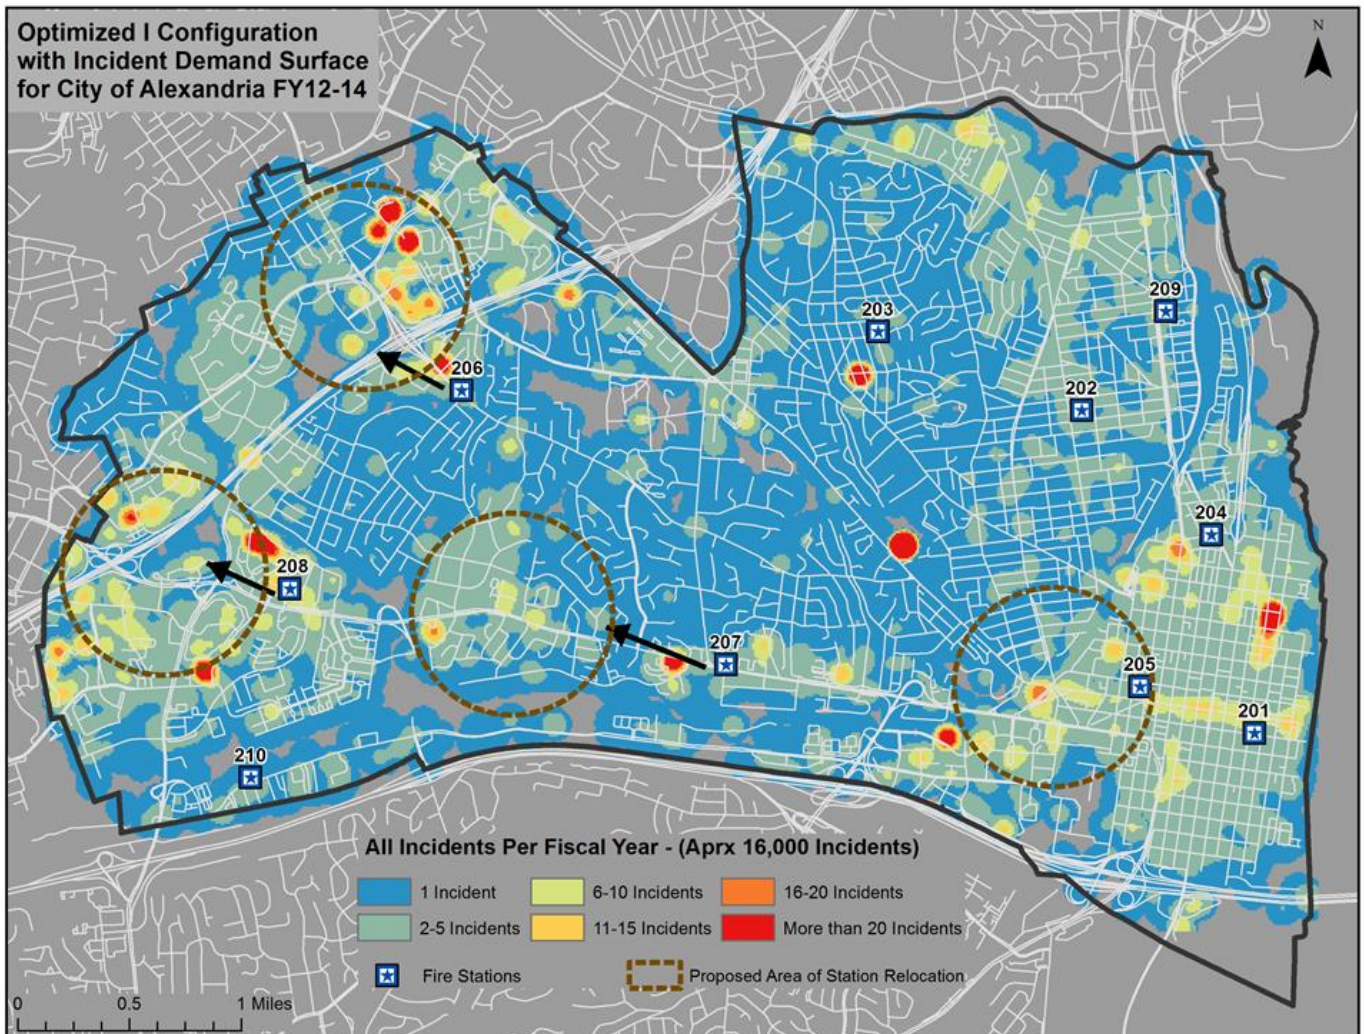 Optimized I Configuration
with Incident Demand Surface
for City of Alexandria FY12-14
N
209
203
206
202
204
208
207
205
201
210
All Incidents Per Fiscal Year - (Aprx 16,000 Incidents)
1 Incident
6-10 Incidents
16-20 Incidents
2-5 Incidents
11-15 Incidents
More than 20 Incidents
Fire Stations
Proposed Area of Station Relocation
0 0.5 1 Miles